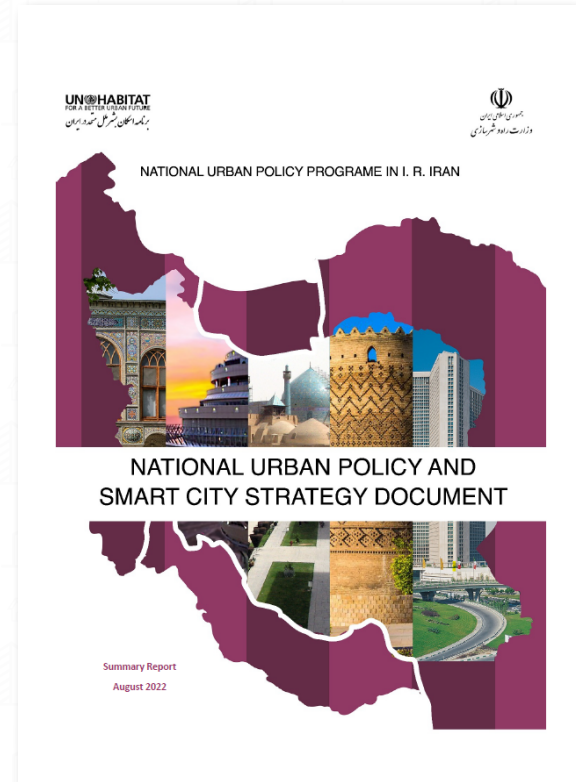 UN HABITAT
FOR A BETTER URBAN FUTURE
برنامه اسکان بشر ملل متحد در ایران
جمهوری اسلامی ایران
وزارت راه و شهرسازی
NATIONAL URBAN POLICY PROGRAME IN I. R. IRAN
NATIONAL URBAN POLICY AND
SMART CITY STRATEGY DOCUMENT
Summary Report
August 2022